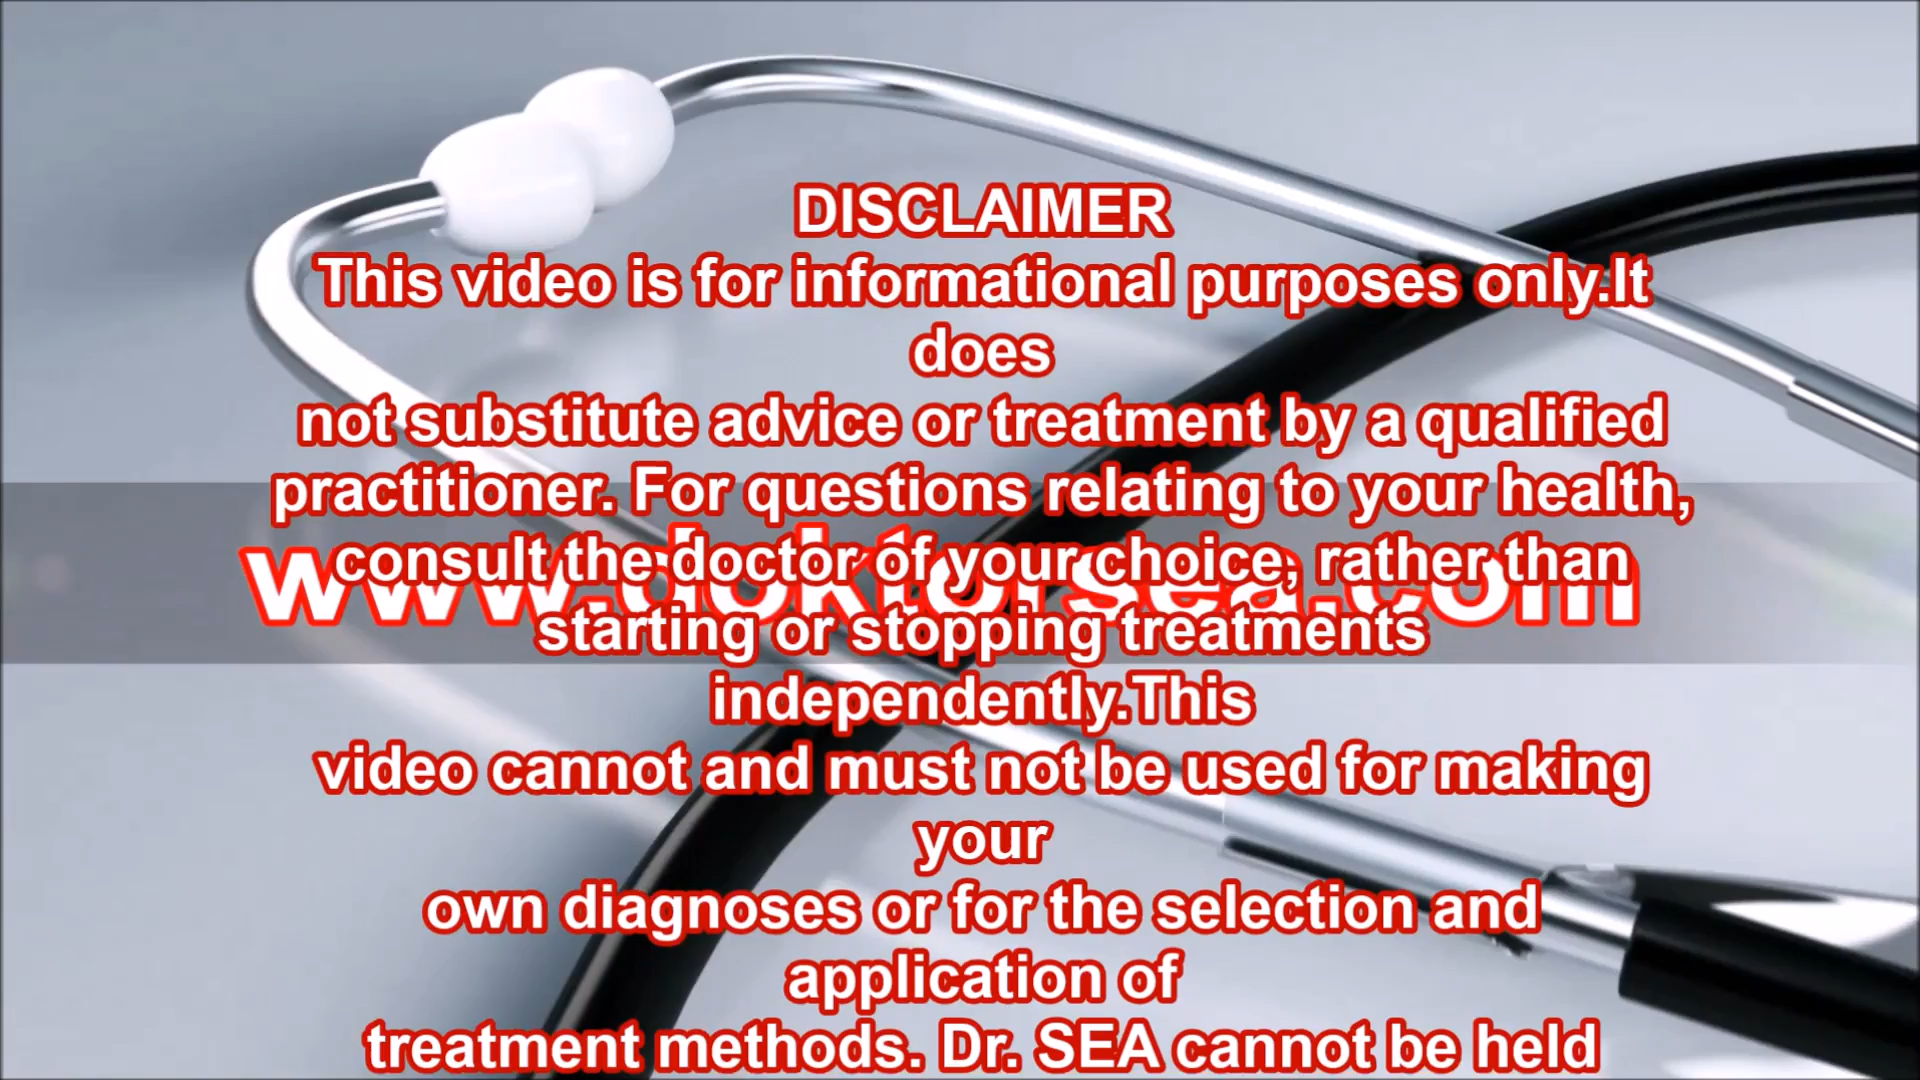 DISCLAIMER
This video is for informational purposes only.It
does
not substitute advice or treatment by a qualified
practitioner. For questions relating to your health,
consult the doctor of your choice, rather than
www.doktorsea.com
starting or stopping treatments
independently.This
video cannot and must not be used for making
your
own diagnoses or for the selection and
application of
treatment methods. Dr. SEA cannot be held